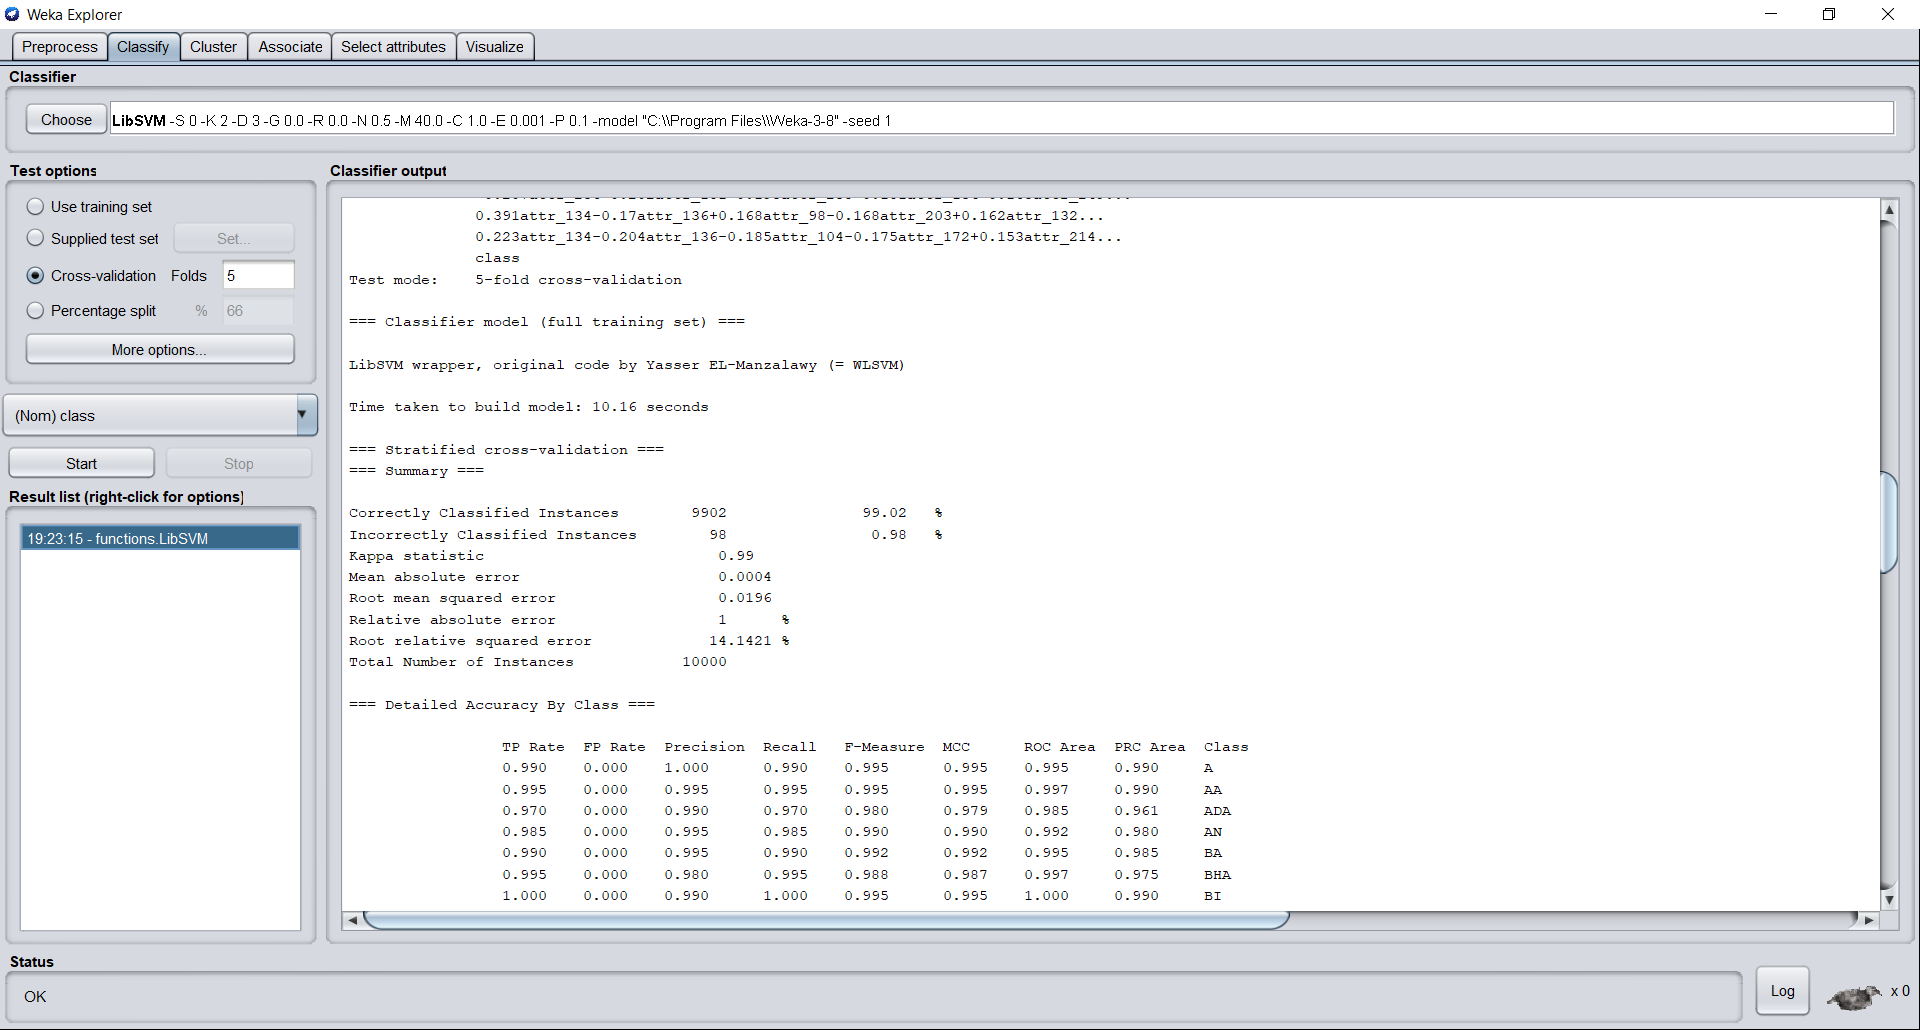 Weka Explorer
Preprocess Classify Cluster Associate Select attributes Visualize
Classifier
Choose LibSVM -S 0 -K 2 -D 3 -G 0.0 -R 0.0 -N 0.5 -M 40.0 -C 1.0 -E 0.001 -P 0.1 -model "C:\\Program Files\\Weka-3-8" -seed 1
Test options
Use training set
Supplied test set Set...
Cross-validation Folds 5
Percentage split % 66
More options...
(Nom) class
Start Stop
Result list (right-click for options)
19:23:15 - functions.LibSVM
Classifier output
0.391attr_134-0.17attr_136+0.168attr_98-0.168attr_203+0.162attr_132...
0.223attr_134-0.204attr_136-0.185attr_104-0.175attr_172+0.153attr_214...
class
Test mode: 5-fold cross-validation
=== Classifier model (full training set) ===
LibSVM wrapper, original code by Yasser EL-Manzalawy (= WLSVM)
Time taken to build model: 10.16 seconds
=== Stratified cross-validation ===
=== Summary ===
Correctly Classified Instances 9902 99.02 %
Incorrectly Classified Instances 98 0.98 %
Kappa statistic 0.99
Mean absolute error 0.0004
Root mean squared error 0.0196
Relative absolute error 1 %
Root relative squared error 14.1421 %
Total Number of Instances 10000
=== Detailed Accuracy By Class ===
TP Rate FP Rate Precision Recall F-Measure MCC ROC Area PRC Area Class
0.990 0.000 1.000 0.990 0.995 0.995 0.995 0.990 A
0.995 0.000 0.995 0.995 0.995 0.995 0.997 0.990 AA
0.970 0.000 0.990 0.970 0.980 0.979 0.985 0.961 ADA
0.985 0.000 0.995 0.985 0.990 0.990 0.992 0.980 AN
0.990 0.000 0.995 0.990 0.992 0.992 0.995 0.985 BA
0.995 0.000 0.980 0.995 0.988 0.987 0.997 0.975 BHA
1.000 0.000 0.990 1.000 0.995 0.995 1.000 0.990 BI
Status
OK
Log x 0